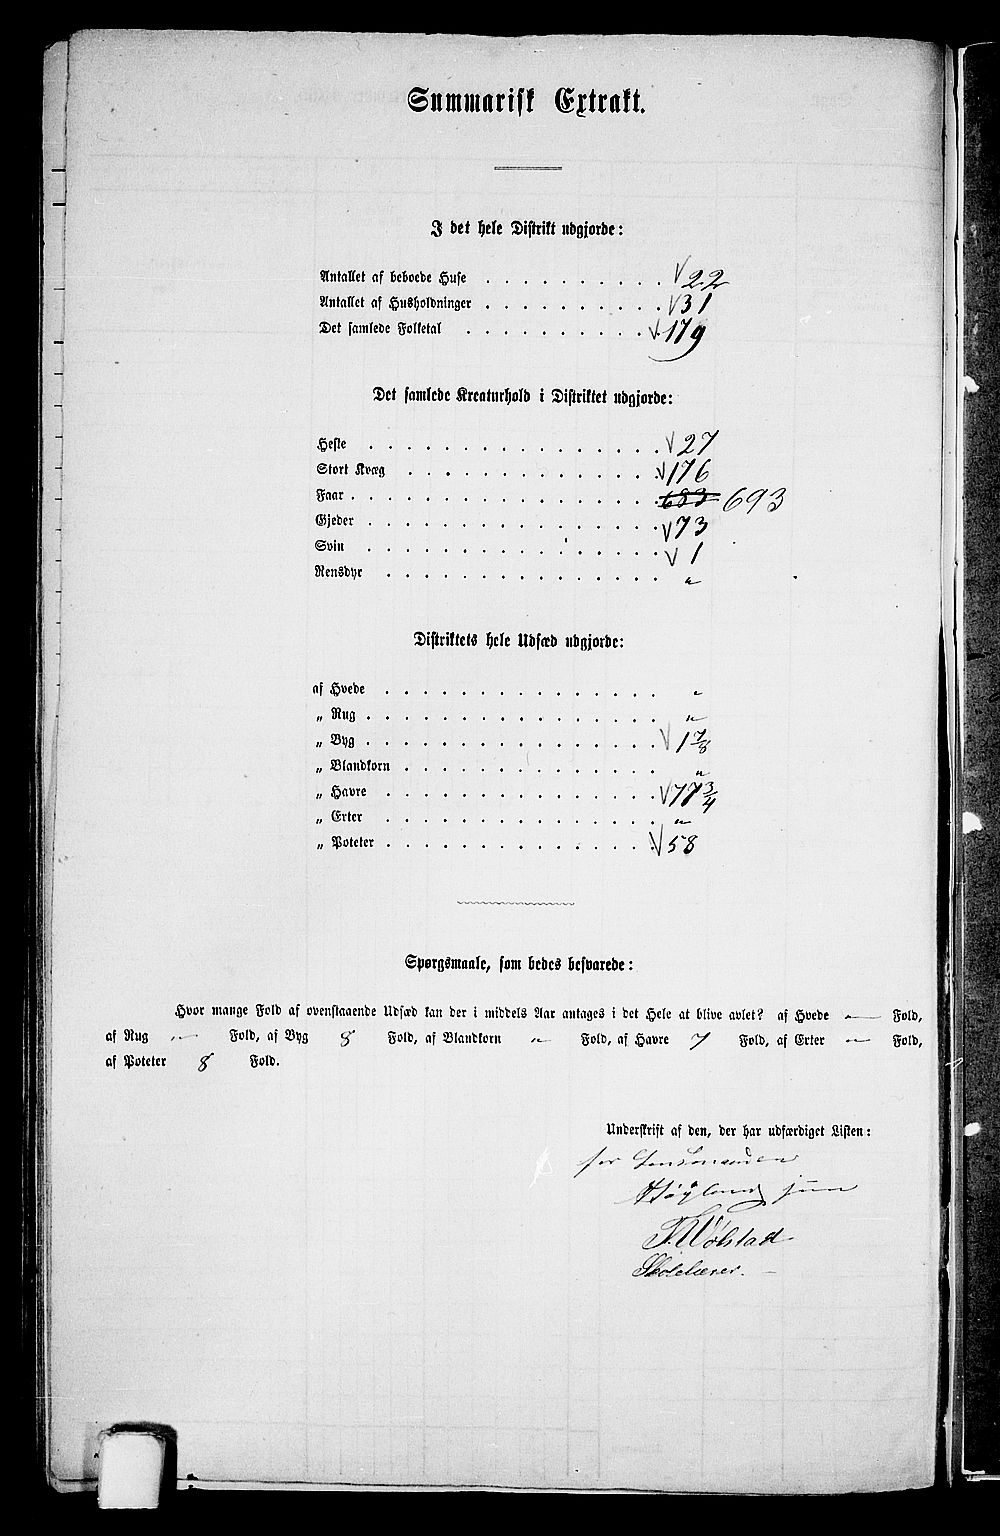 Summarisk Extrakt.
I det hele Distrikt udgjorde:
Antallet af beboede Huse . . . . . . . . . . 22
Antallet af Husholdninger . . . . . . . . . . 31
Det samlede Folketal . . . . . . . . . . 179
Det samlede Kreaturhold i Distriktet udgjorde:
Heste . . . . . . . . . . 27
Stort Kvæg . . . . . . . . . . 176
Faar . . . . . . . . . . 683 693
Gjeder . . . . . . . . . . 73
Svin . . . . . . . . . . 1
Rensdyr . . . . . . . . . . „
Distriktets hele Udsæd udgjorde:
af Hvede . . . . . . . . . . „
„ Rug . . . . . . . . . . „
„ Byg . . . . . . . . . . 1 7/8
„ Blandkorn . . . . . . . . . . „
„ Havre . . . . . . . . . . 77 3/4
„ Erter . . . . . . . . . . „
„ Poteter . . . . . . . . . . 58
Spørgsmaale, som bedes besvarede:
Hvor mange Fold af ovenstaaende Udsæd kan der i middels Aar antages i det Hele at blive avlet? af Hvede „ Fold,
af Rug „ Fold, af Byg 8 Fold, af Blandkorn „ Fold, af Havre 7 Fold, af Erter „ Fold,
af Poteter 8 Fold.
Underskrift af den, der har udfærdiget Listen:
for Lensmanden
junr
Skolelærer.